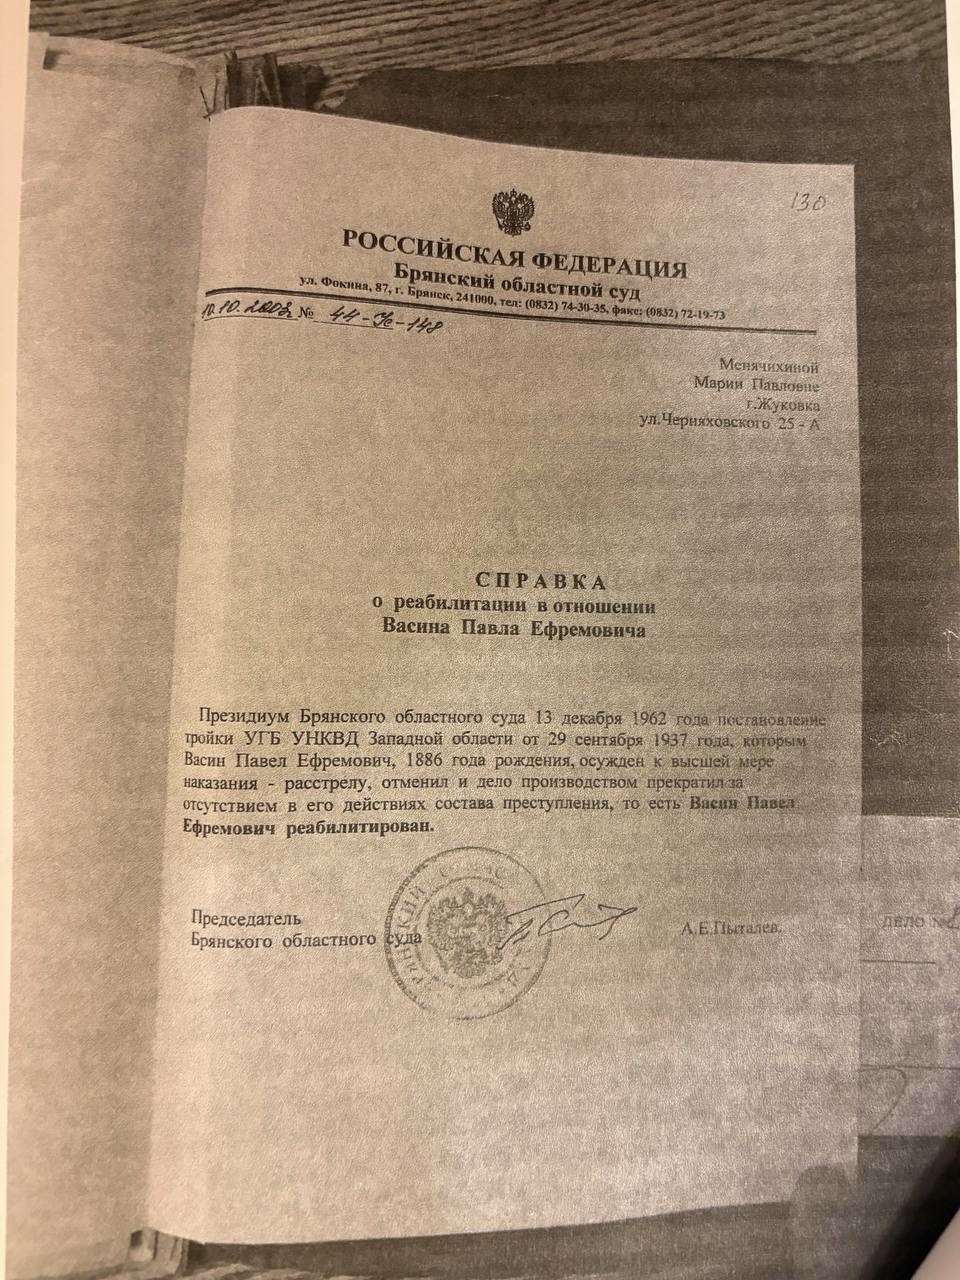 130
РОССИЙСКАЯ ФЕДЕРАЦИЯ
Брянский областной суд
ул. Фокина, 87, г. Брянск, 241000, тел: (0832) 74-30-35, факс: (0832) 72-19-73
10.10.2003 № 44-Ус-148
Менячихиной
Марии Павловне
г.Жуковка
ул.Черняховского 25 - А
СПРАВКА
о реабилитации в отношении
Васина Павла Ефремовича
Президиум Брянского областного суда 13 декабря 1962 года постановление
тройки УГБ УНКВД Западной области от 29 сентября 1937 года, которым
Васин Павел Ефремович, 1886 года рождения, осужден к высшей мере
наказания - расстрелу, отменил и дело производством прекратил за
отсутствием в его действиях состава преступления, то есть Васин Павел
Ефремович реабилитирован.
Председатель
Брянского областного суда
А.Е.Пыталев.
дело №